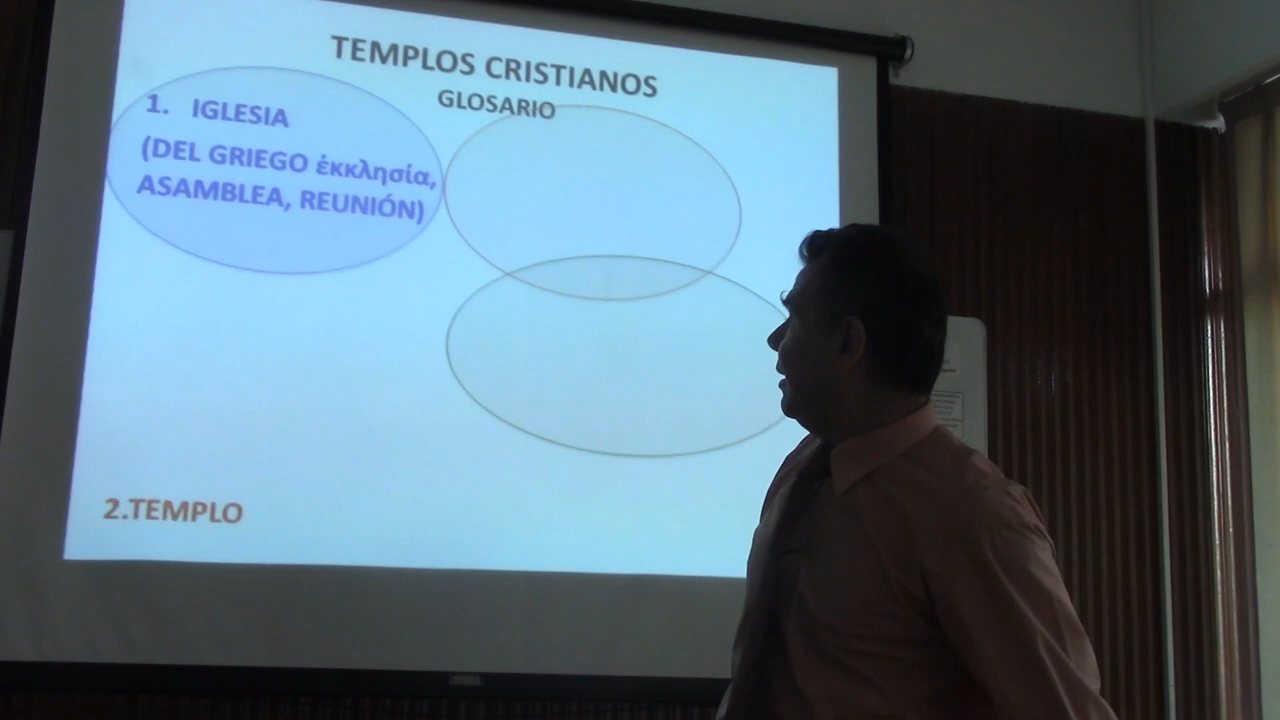 TEMPLOS CRISTIANOS
GLOSARIO
1. IGLESIA
(DEL GRIEGO ἐκκλησία,
ASAMBLEA, REUNIÓN)
2.TEMPLO